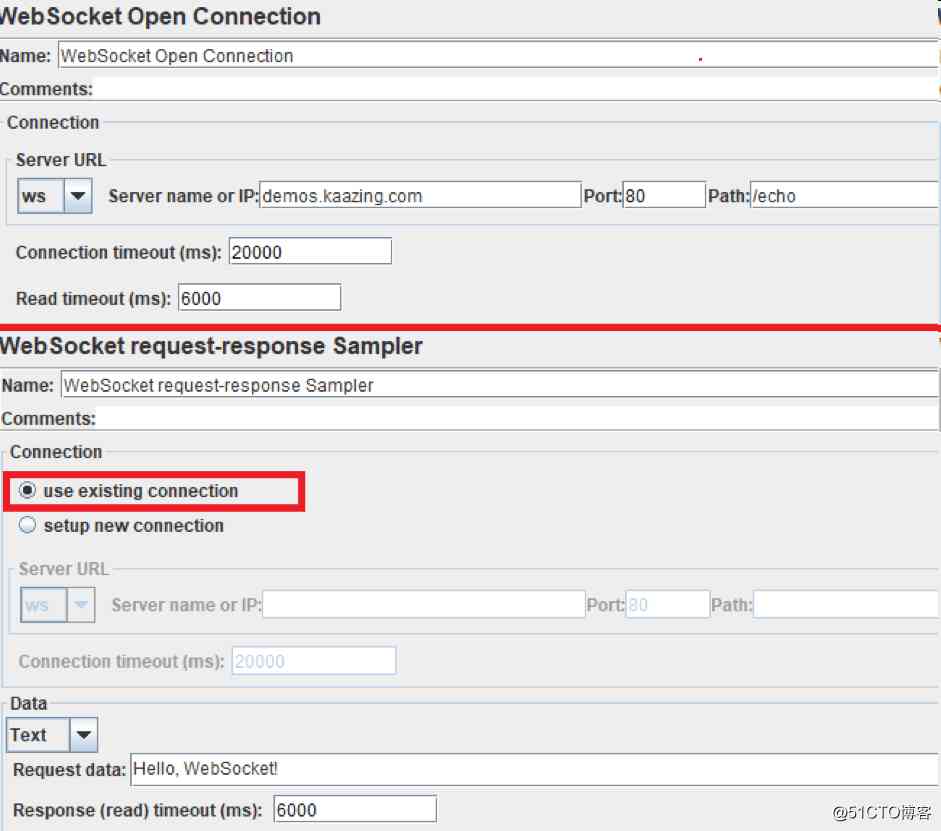 WebSocket Open Connection
Name: WebSocket Open Connection
Comments:
Connection
Server URL
ws Server name or IP: demos.kaazing.com Port: 80 Path: /echo
Connection timeout (ms): 20000
Read timeout (ms): 6000
WebSocket request-response Sampler
Name: WebSocket request-response Sampler
Comments:
Connection
use existing connection
setup new connection
Server URL
ws Server name or IP: Port: 80 Path:
Connection timeout (ms): 20000
Data
Text
Request data: Hello, WebSocket!
Response (read) timeout (ms): 6000
@51CTO博客